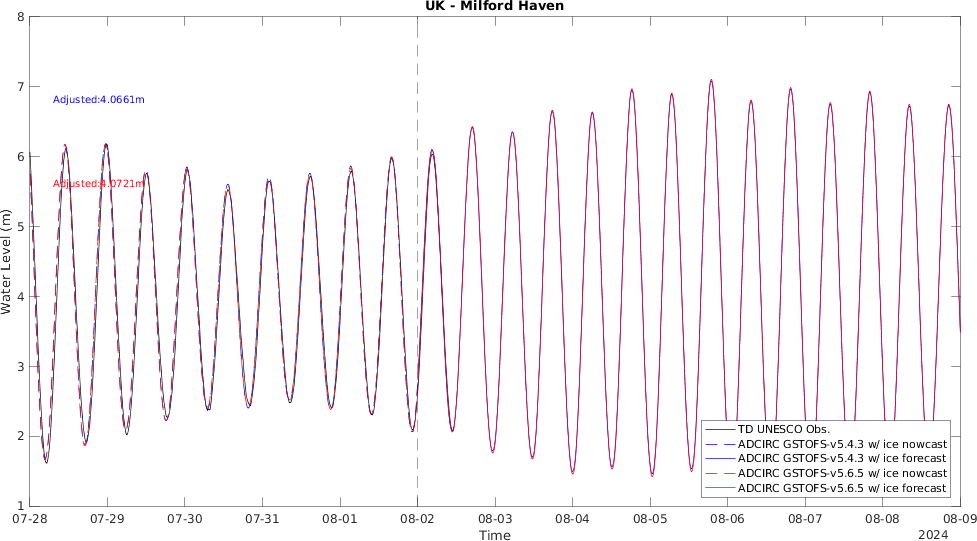 UK - Milford Haven
8
7
6
5
4
3
2
1
Water Level (m)
Adjusted:4.0661m
Adjusted:4.0721m
TD UNESCO Obs.
ADCIRC GSTOFS-v5.4.3 w/ ice nowcast
ADCIRC GSTOFS-v5.4.3 w/ ice forecast
ADCIRC GSTOFS-v5.6.5 w/ ice nowcast
ADCIRC GSTOFS-v5.6.5 w/ ice forecast
07-28 07-29 07-30 07-31 08-01 08-02 08-03 08-04 08-05 08-06 08-07 08-08 08-09
Time
2024